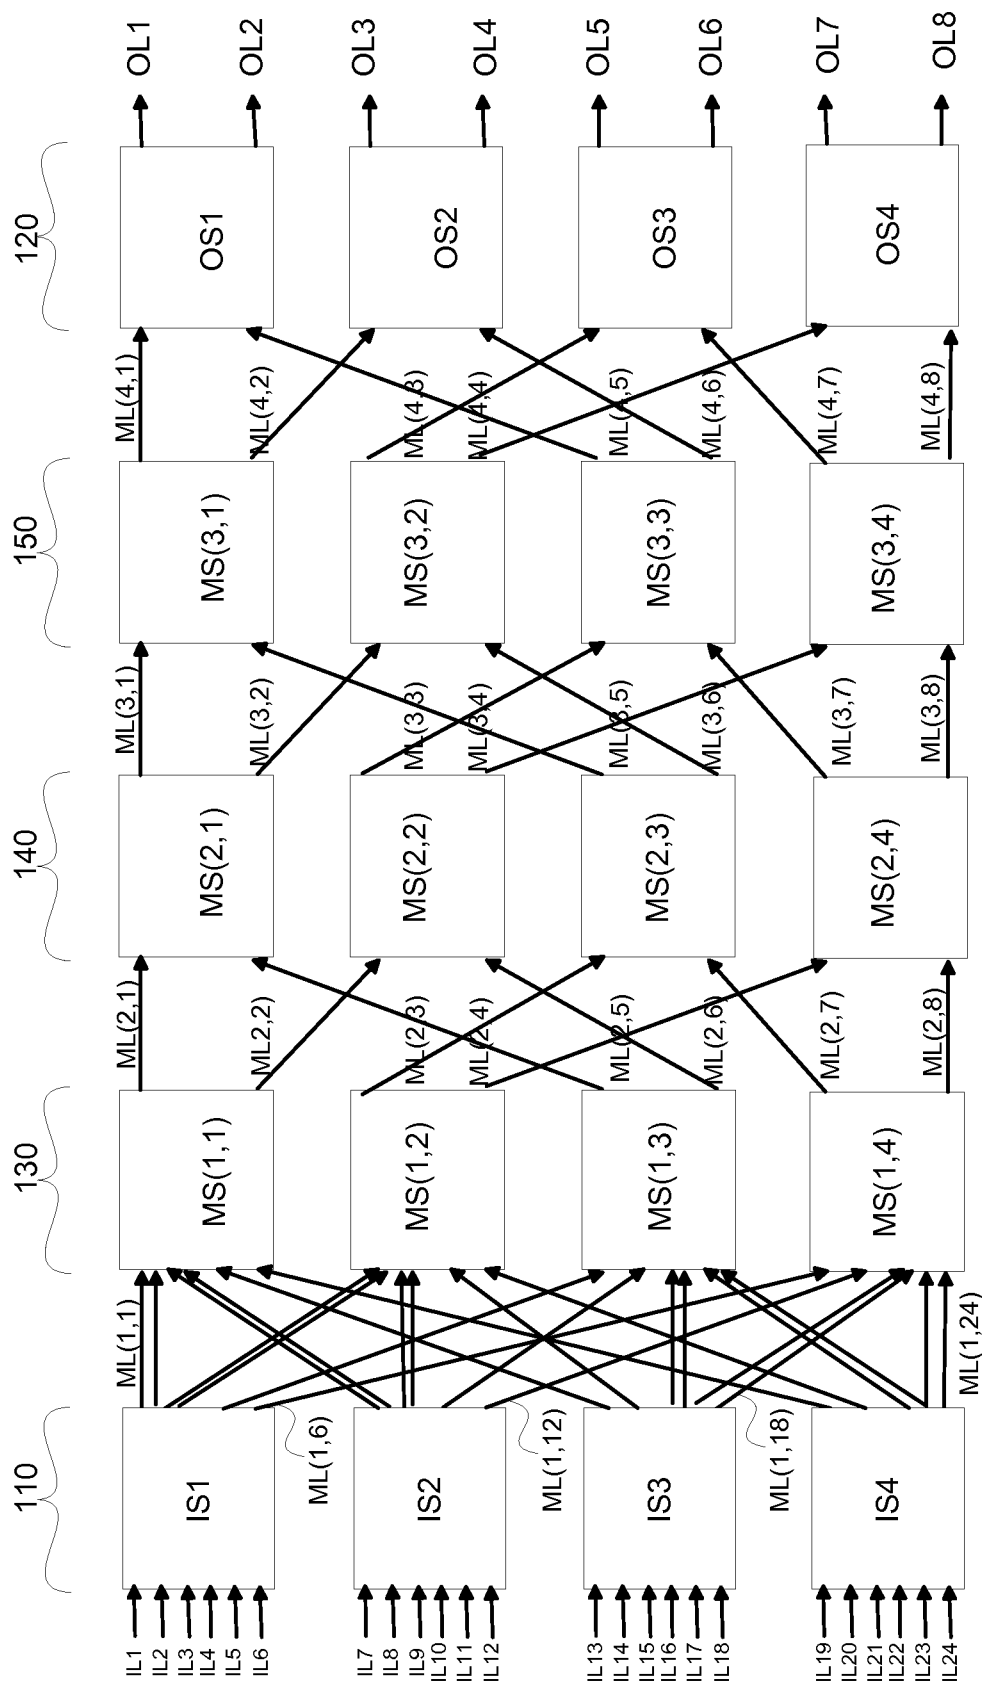 OL1
OL2
OL3
OL4
OL5
OL6
OL7
OL8
120
OS1
OS2
OS3
OS4
ML(4,1)
ML(4,2)
ML(4,3)
ML(4,4)
ML(4,5)
ML(4,6)
ML(4,7)
ML(4,8)
150
MS(3,1)
MS(3,2)
MS(3,3)
MS(3,4)
ML(3,1)
ML(3,2)
ML(3,3)
ML(3,4)
ML(3,5)
ML(3,6)
ML(3,7)
ML(3,8)
140
MS(2,1)
MS(2,2)
MS(2,3)
MS(2,4)
ML(2,1)
ML2,2)
ML(2,3)
ML(2,4)
ML(2,5)
ML(2,6)
ML(2,7)
ML(2,8)
130
MS(1,1)
MS(1,2)
MS(1,3)
MS(1,4)
ML(1,1)
ML(1,24)
ML(1,6)
ML(1,12)
ML(1,18)
110
IS1
IS2
IS3
IS4
IL1
IL2
IL3
IL4
IL5
IL6
IL7
IL8
IL9
IL10
IL11
IL12
IL13
IL14
IL15
IL16
IL17
IL18
IL19
IL20
IL21
IL22
IL23
IL24